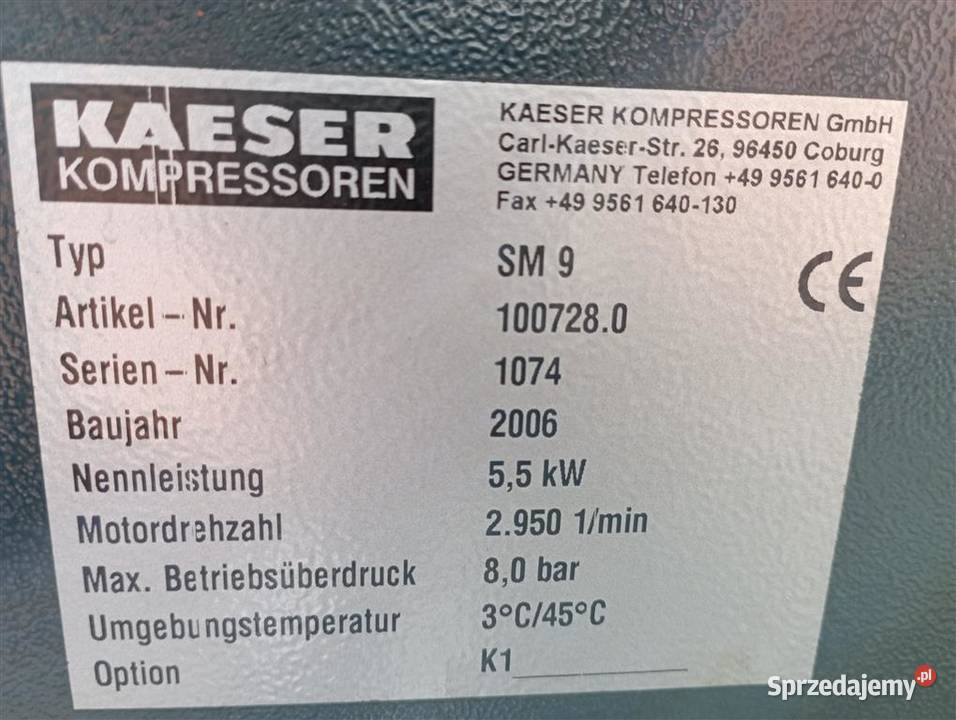 KAESER
KOMPRESSOREN
KAESER KOMPRESSOREN GmbH
Carl-Kaeser-Str. 26, 96450 Coburg
GERMANY Telefon +49 9561 640-0
Fax +49 9561 640-130
Typ SM 9
CE
Artikel – Nr. 100728.0
Serien – Nr. 1074
Baujahr 2006
Nennleistung 5,5 kW
Motordrehzahl 2.950 1/min
Max. Betriebsüberdruck 8,0 bar
Umgebungstemperatur 3°C/45°C
Option K1
Sprzedajemy.pl